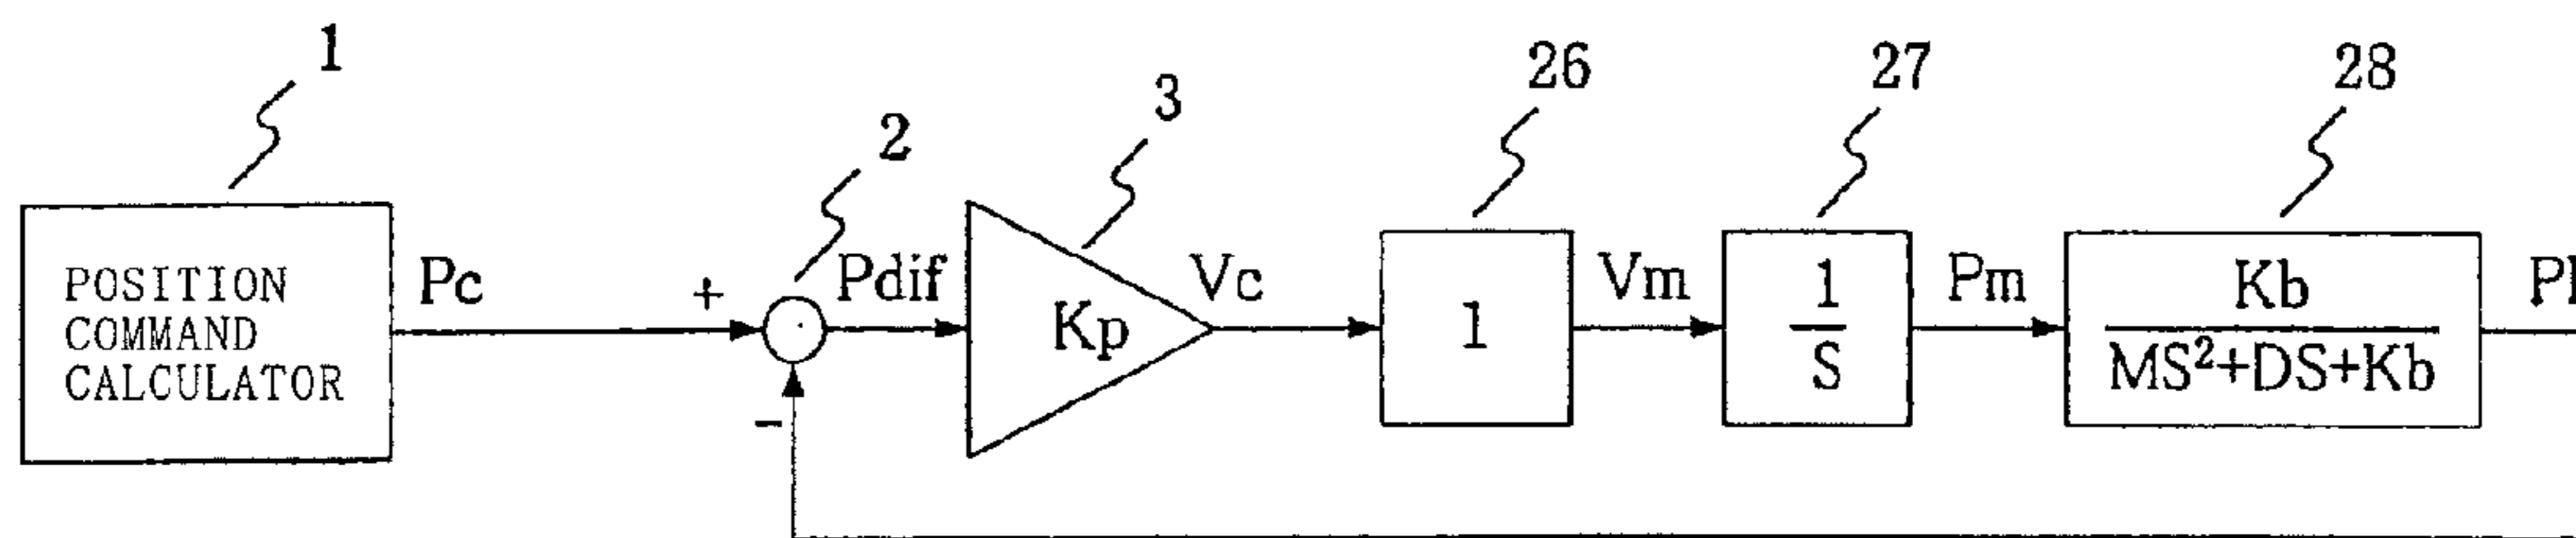 1
2
3
26
27
28
POSITION
COMMAND
CALCULATOR
Pc
+
-
Pdif
Kp
Vc
1
Vm
1
S
Pm
Kb
MS²+DS+Kb